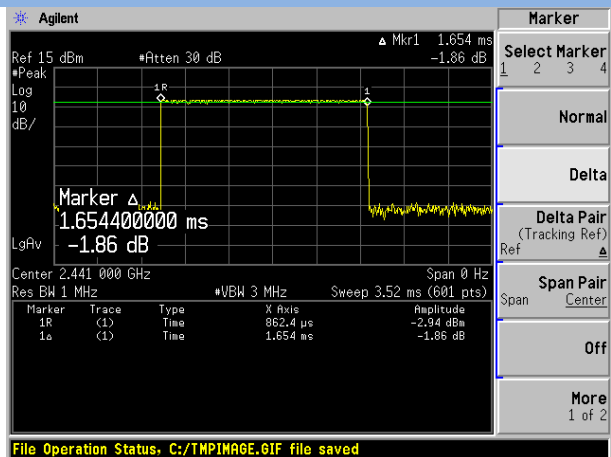 Agilent
Marker
Δ Mkr1 1.654 ms
Ref 15 dBm #Atten 30 dB -1.86 dB
#Peak
Log
10
dB/
1R
1
Marker Δ
1.654400000 ms
-1.86 dB
LgAv
Center 2.441 000 GHz Span 0 Hz
Res BW 1 MHz #VBW 3 MHz Sweep 3.52 ms (601 pts)
Marker Trace Type X Axis Amplitude
1R (1) Time 862.4 µs -2.94 dBm
1Δ (1) Time 1.654 ms -1.86 dB
Select Marker
1 2 3 4
Normal
Delta
Delta Pair
(Tracking Ref)
Ref Δ
Span Pair
Span Center
Off
More
1 of 2
File Operation Status, C:/TMPIMAGE.GIF file saved